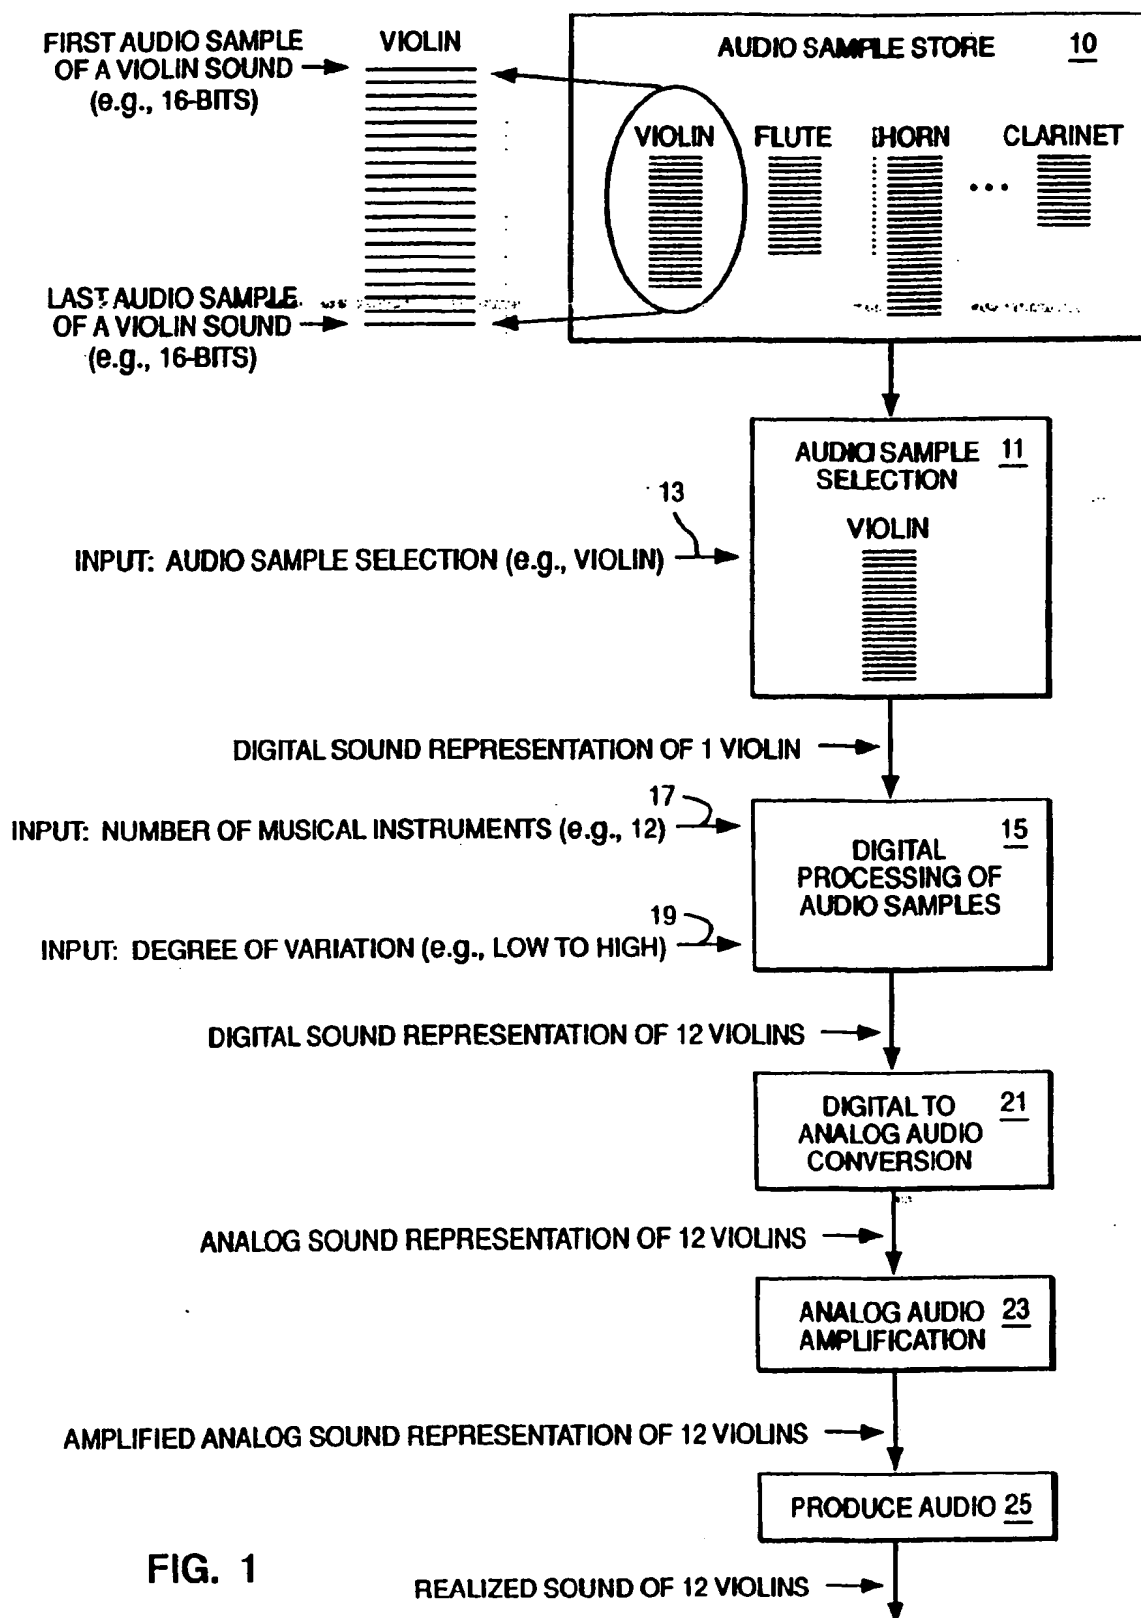 FIRST AUDIO SAMPLE
OF A VIOLIN SOUND
(e.g., 16-BITS)
VIOLIN
AUDIO SAMPLE STORE 10
VIOLIN FLUTE HORN ... CLARINET
LAST AUDIO SAMPLE
OF A VIOLIN SOUND
(e.g., 16-BITS)
AUDIO SAMPLE 11
SELECTION
VIOLIN
13
INPUT: AUDIO SAMPLE SELECTION (e.g., VIOLIN)
DIGITAL SOUND REPRESENTATION OF 1 VIOLIN
17
INPUT: NUMBER OF MUSICAL INSTRUMENTS (e.g., 12)
15
DIGITAL
PROCESSING OF
AUDIO SAMPLES
19
INPUT: DEGREE OF VARIATION (e.g., LOW TO HIGH)
DIGITAL SOUND REPRESENTATION OF 12 VIOLINS
DIGITAL TO 21
ANALOG AUDIO
CONVERSION
ANALOG SOUND REPRESENTATION OF 12 VIOLINS
ANALOG AUDIO 23
AMPLIFICATION
AMPLIFIED ANALOG SOUND REPRESENTATION OF 12 VIOLINS
PRODUCE AUDIO 25
FIG. 1
REALIZED SOUND OF 12 VIOLINS